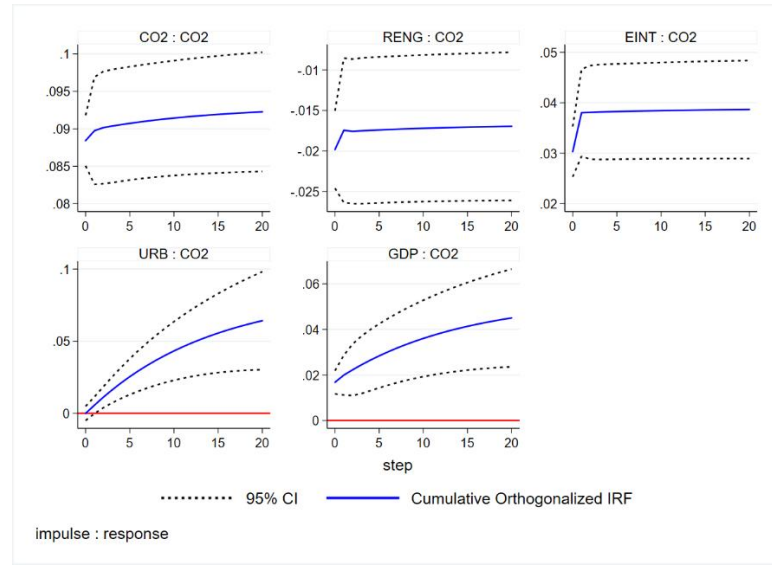 CO2 : CO2
.1
.095
.09
.085
.08
0 5 10 15 20
RENG : CO2
-.01
-.015
-.02
-.025
0 5 10 15 20
EINT : CO2
.05
.04
.03
.02
0 5 10 15 20
URB : CO2
.1
.05
0
0 5 10 15 20
GDP : CO2
.06
.04
.02
0
0 5 10 15 20
step
95% CI Cumulative Orthogonalized IRF
impulse : response